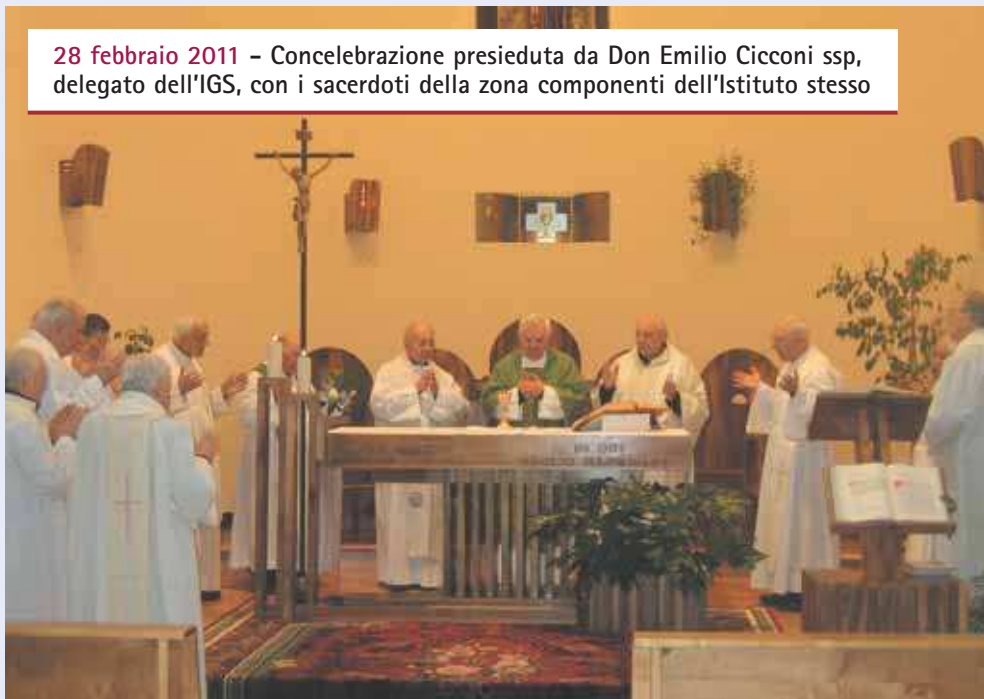 28 febbraio 2011 – Concelebrazione presieduta da Don Emilio Cicconi ssp,
delegato dell'IGS, con i sacerdoti della zona componenti dell'Istituto stesso